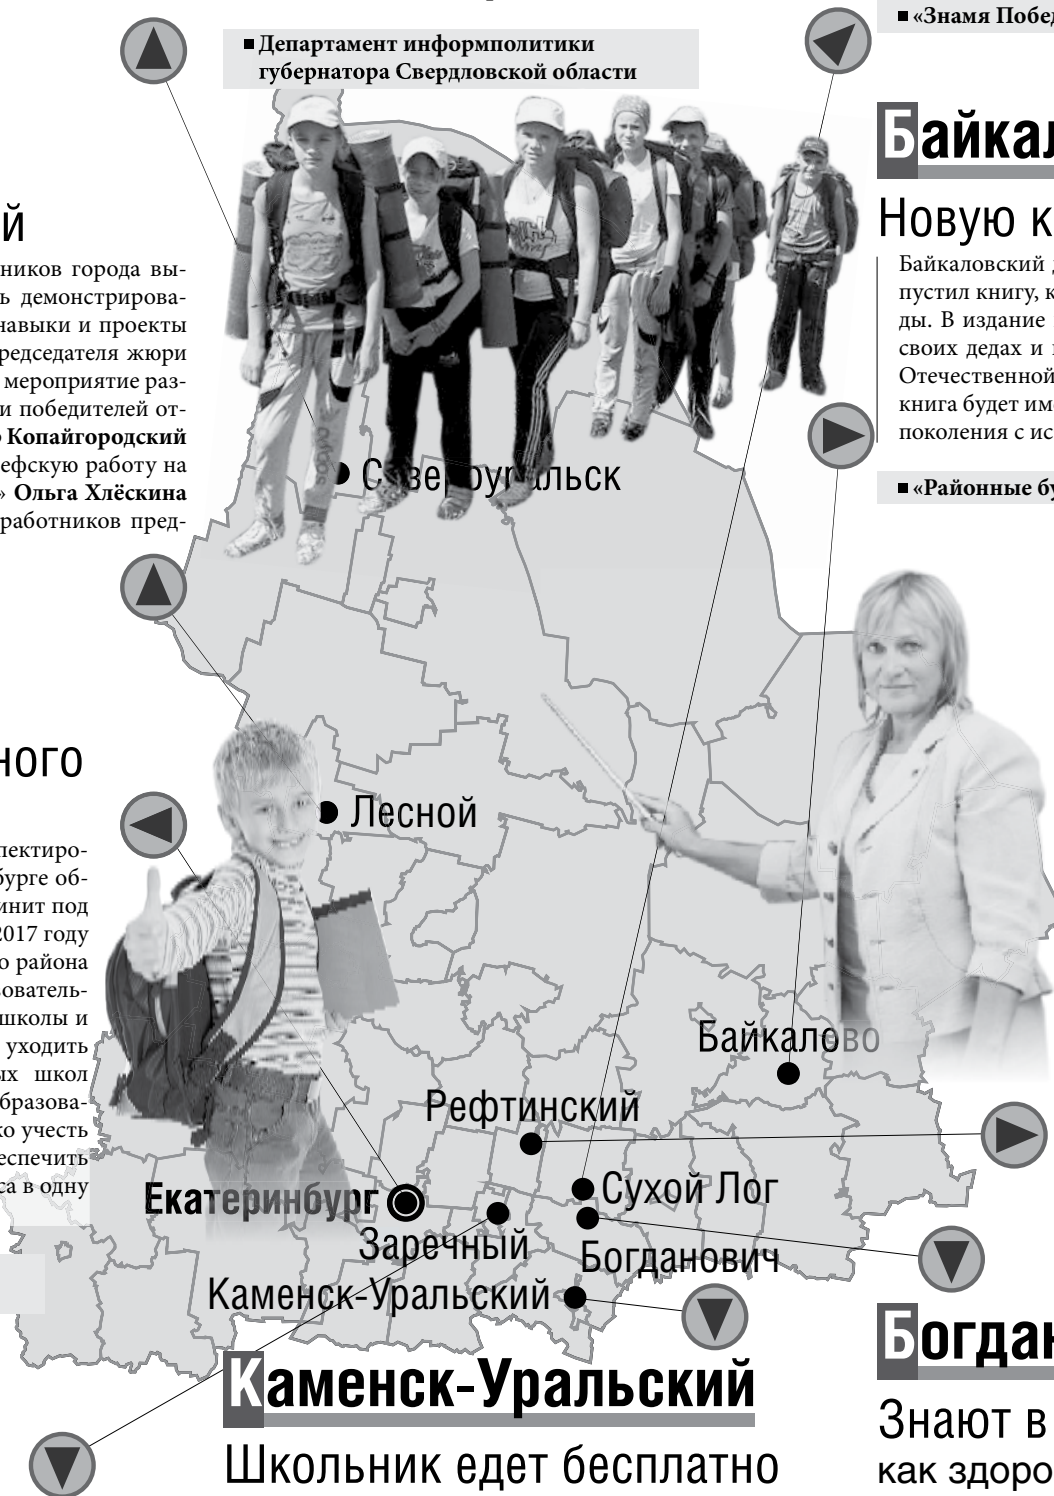 Департамент информполитики
губернатора Свердловской области
й
ников города вы-
ь демонстрирова-
навыки и проекты
редседателя жюри
мероприятие раз-
и победителей от-
Копайгородский
ефскую работу на
» Ольга Хлёскина
работников пред-
ного
пектиро-
бурге об-
инит под
2017 году
о района
ователь-
школы и
уходить
ых школ
бразова-
ко учесть
еспечить
са в одну
Североуральск
Лесной
Байкалово
Рефтинский
Сухой Лог
Екатеринбург
Заречный
Богданович
Каменск-Уральский
Каменск-Уральский
Школьник едет бесплатно
«Знамя Побед
Байкал
Новую к
Байкаловский
пустил книгу, к
ды. В издание
своих дедах и
Отечественной
книга будет им
поколения с ис
«Районные бу
Богдан
Знают в
как здоро